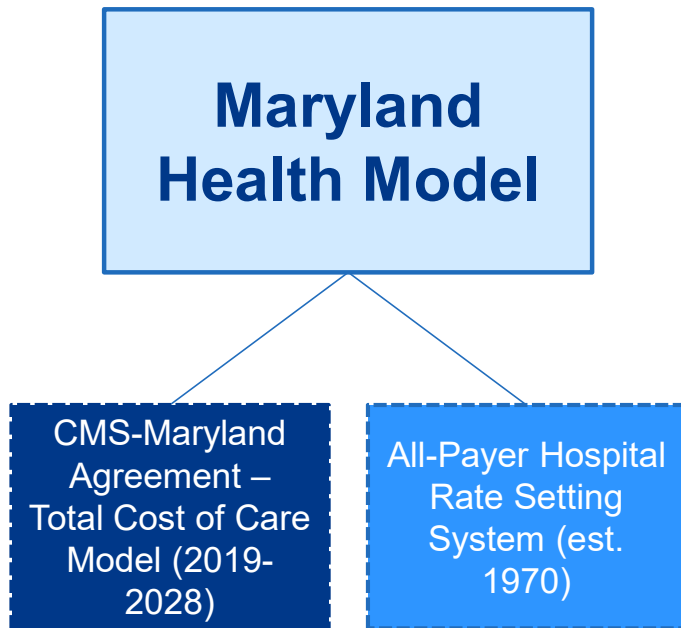 Maryland
Health Model
CMS-Maryland
Agreement –
Total Cost of Care
Model (2019-
2028)
All-Payer Hospital
Rate Setting
System (est.
1970)